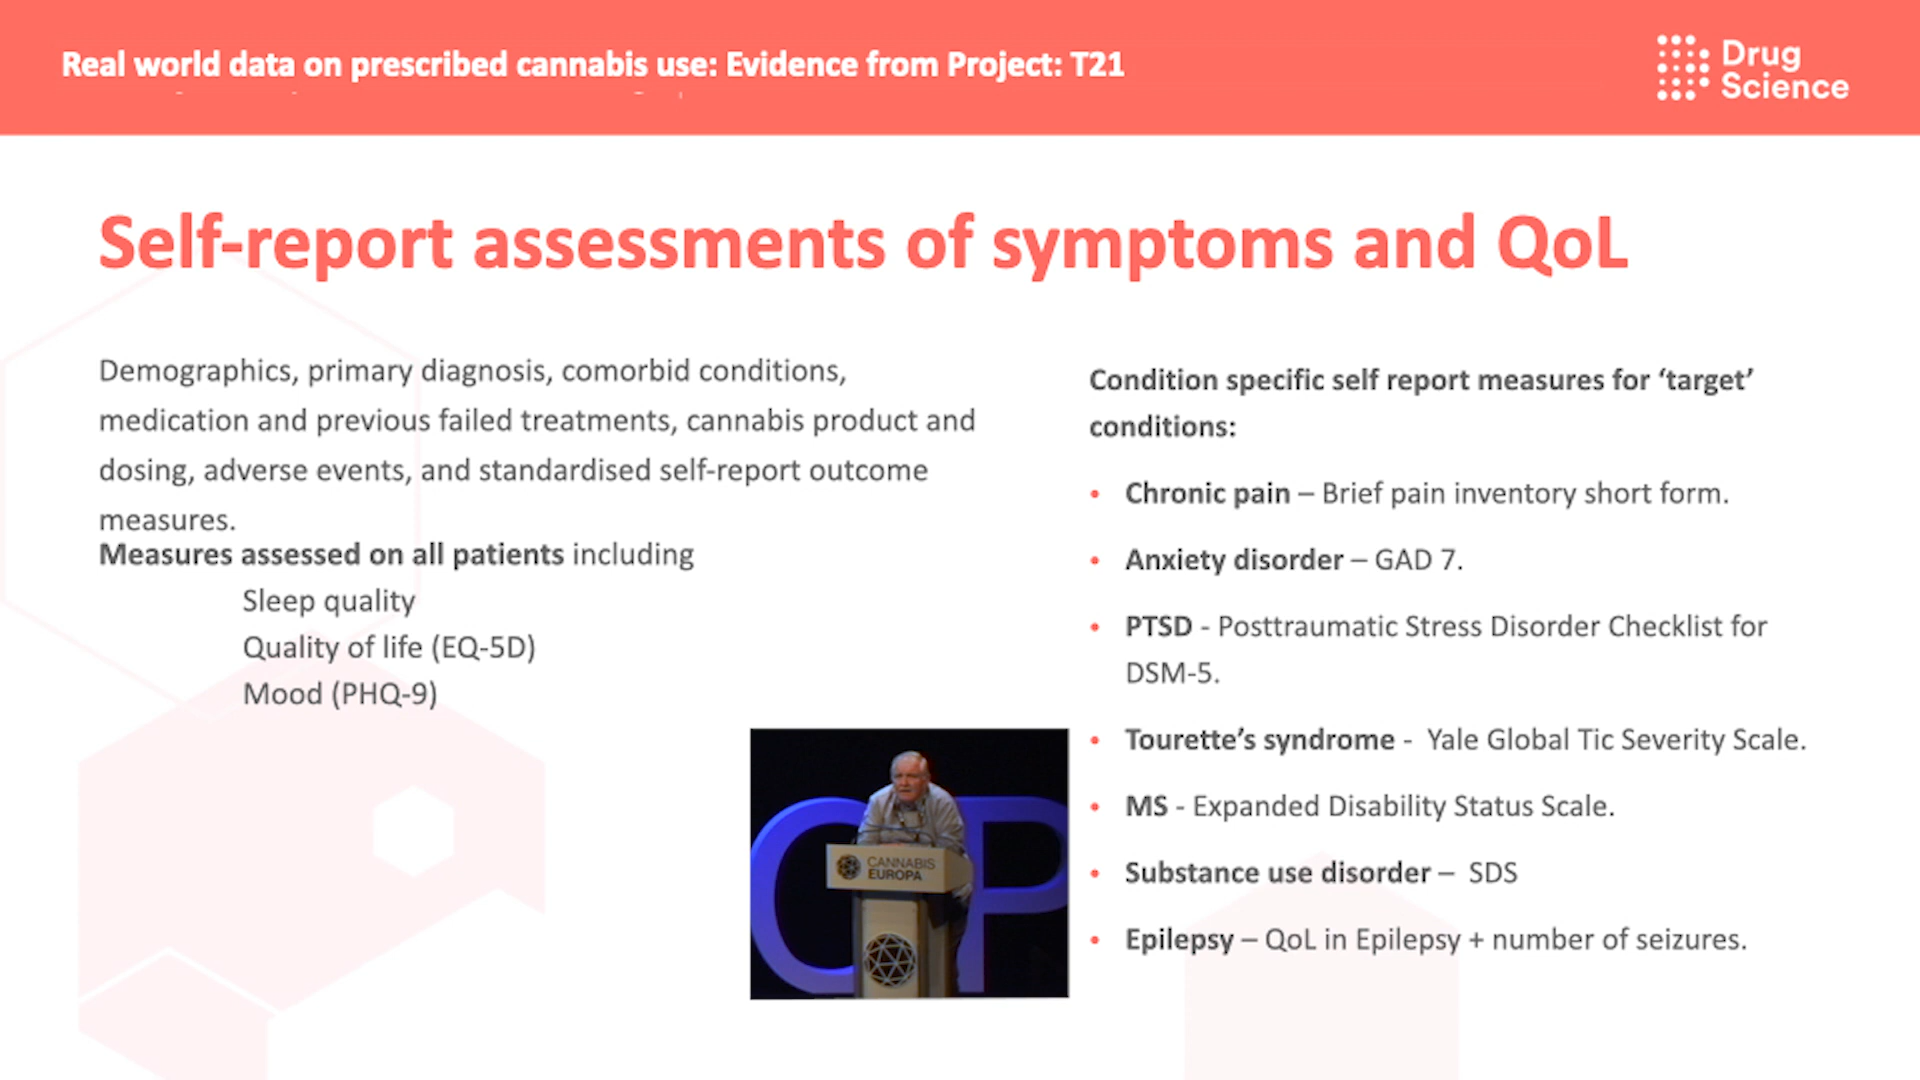 Real world data on prescribed cannabis use: Evidence from Project: T21
Drug
Science
Self-report assessments of symptoms and QoL
Demographics, primary diagnosis, comorbid conditions,
medication and previous failed treatments, cannabis product and
dosing, adverse events, and standardised self-report outcome
measures.
Measures assessed on all patients including
Sleep quality
Quality of life (EQ-5D)
Mood (PHQ-9)
Condition specific self report measures for ‘target’
conditions:
• Chronic pain – Brief pain inventory short form.
• Anxiety disorder – GAD 7.
• PTSD - Posttraumatic Stress Disorder Checklist for
DSM-5.
• Tourette’s syndrome - Yale Global Tic Severity Scale.
• MS - Expanded Disability Status Scale.
• Substance use disorder – SDS
• Epilepsy – QoL in Epilepsy + number of seizures.
CANNABIS
EUROPA